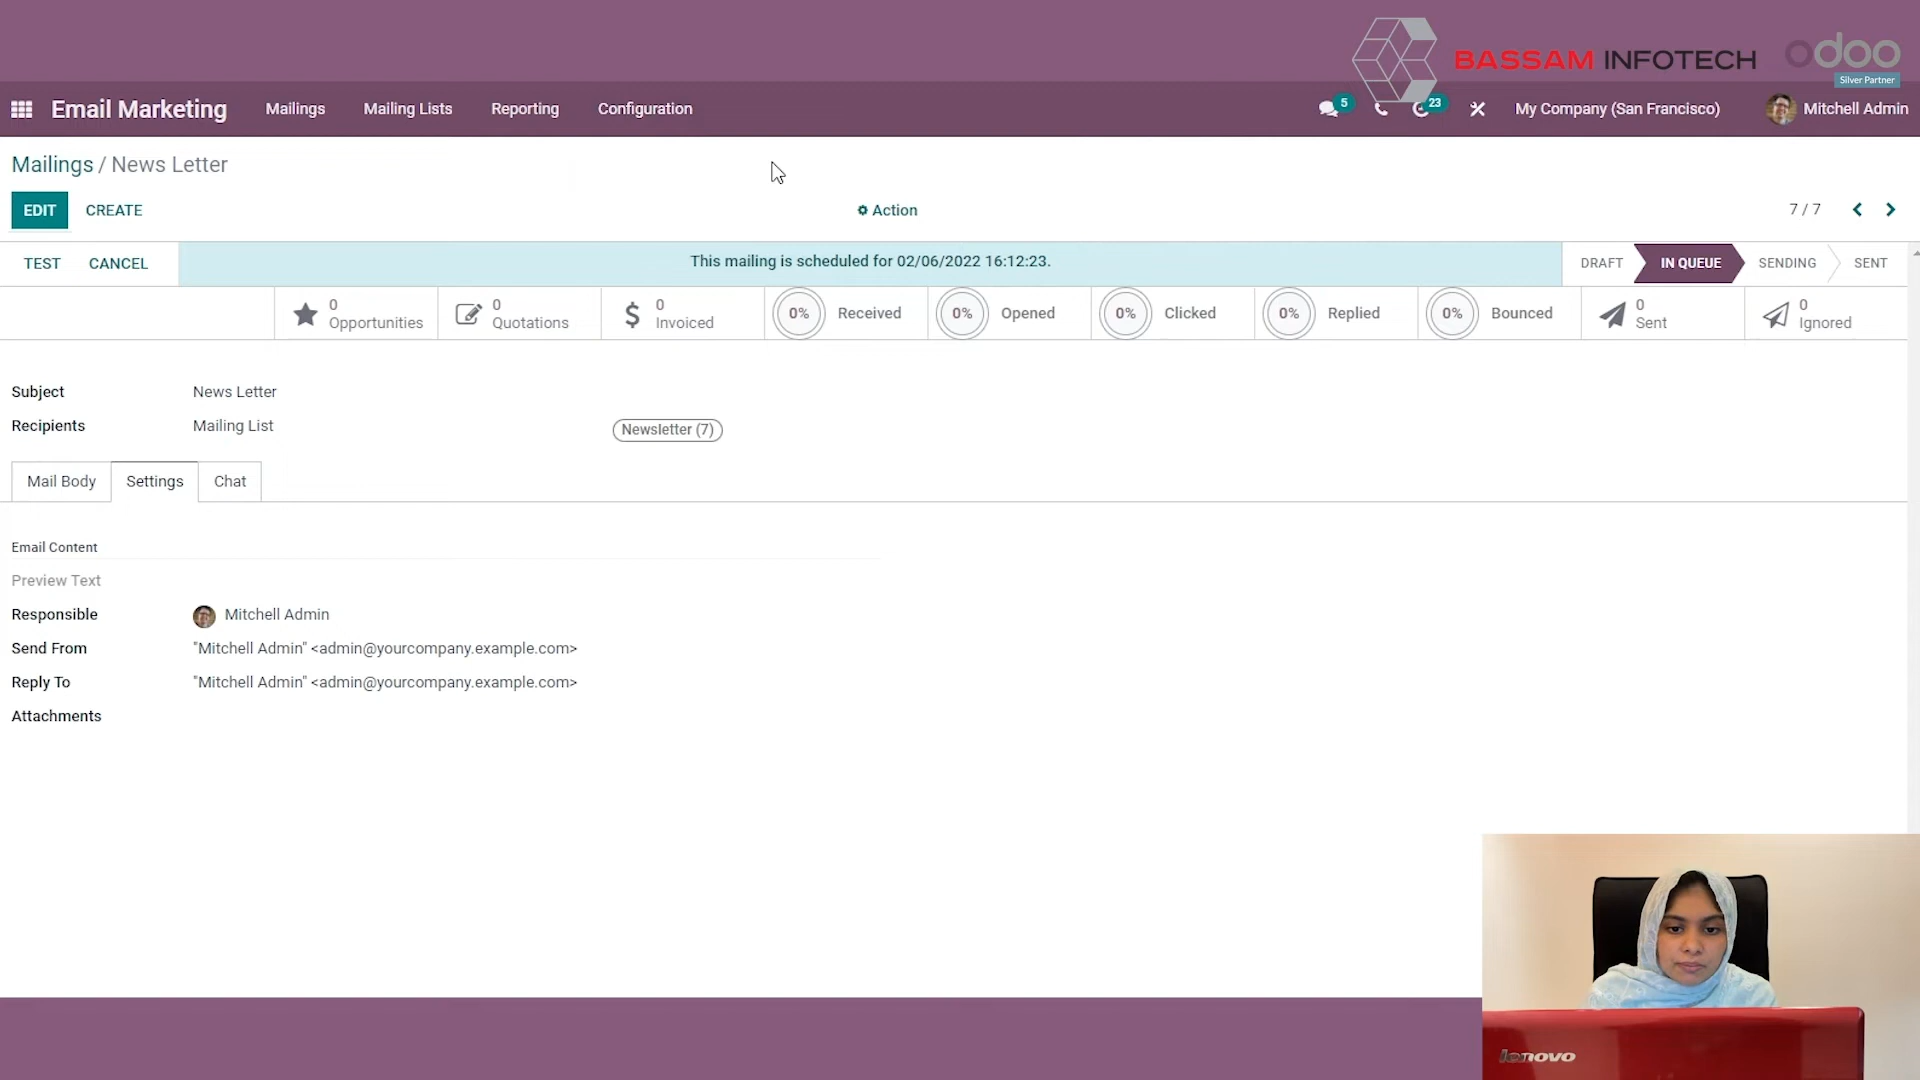 BASSAM INFOTECH
odoo
Silver Partner
Email Marketing Mailings Mailing Lists Reporting Configuration 5 23 My Company (San Francisco) Mitchell Admin
Mailings / News Letter
EDIT CREATE Action 7 / 7
TEST CANCEL This mailing is scheduled for 02/06/2022 16:12:23. DRAFT IN QUEUE SENDING SENT
0 Opportunities
0 Quotations
$ 0 Invoiced
0% Received
0% Opened
0% Clicked
0% Replied
0% Bounced
0 Sent
0 Ignored
Subject News Letter
Recipients Mailing List Newsletter (7)
Mail Body Settings Chat
Email Content
Preview Text
Responsible Mitchell Admin
Send From "Mitchell Admin" <admin@yourcompany.example.com>
Reply To "Mitchell Admin" <admin@yourcompany.example.com>
Attachments
lenovo